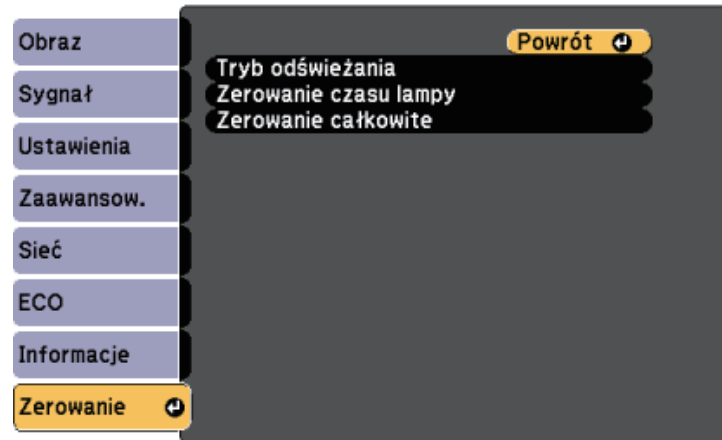 Obraz
Sygnał
Ustawienia
Zaawansow.
Sieć
ECO
Informacje
Zerowanie
Powrót
Tryb odświeżania
Zerowanie czasu lampy
Zerowanie całkowite